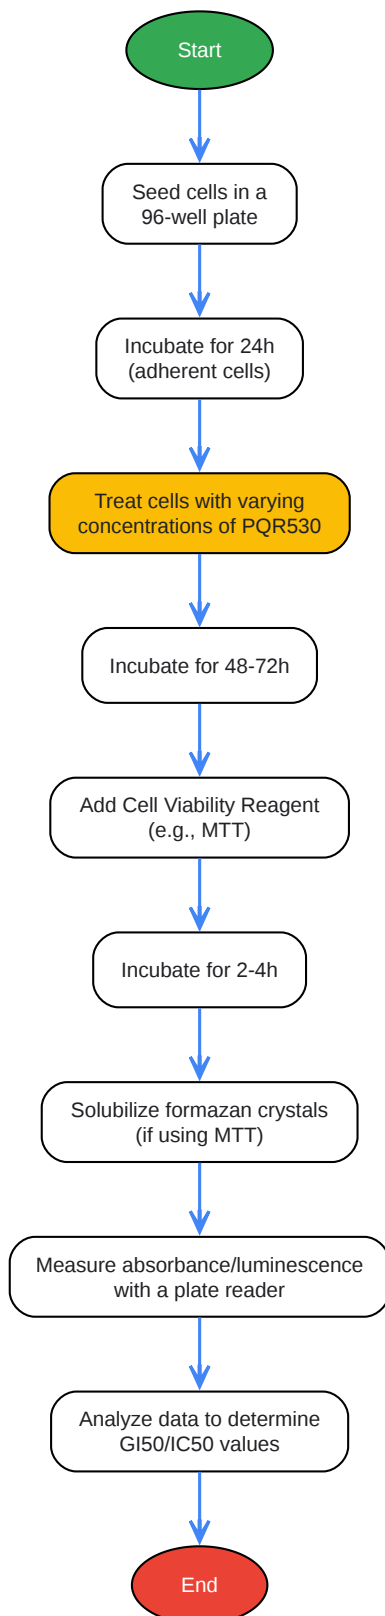 Start
Seed cells in a
96-well plate
Incubate for 24h
(adherent cells)
Treat cells with varying
concentrations of PQR530
Incubate for 48-72h
Add Cell Viability Reagent
(e.g., MTT)
Incubate for 2-4h
Solubilize formazan crystals
(if using MTT)
Measure absorbance/luminescence
with a plate reader
Analyze data to determine
GI50/IC50 values
End